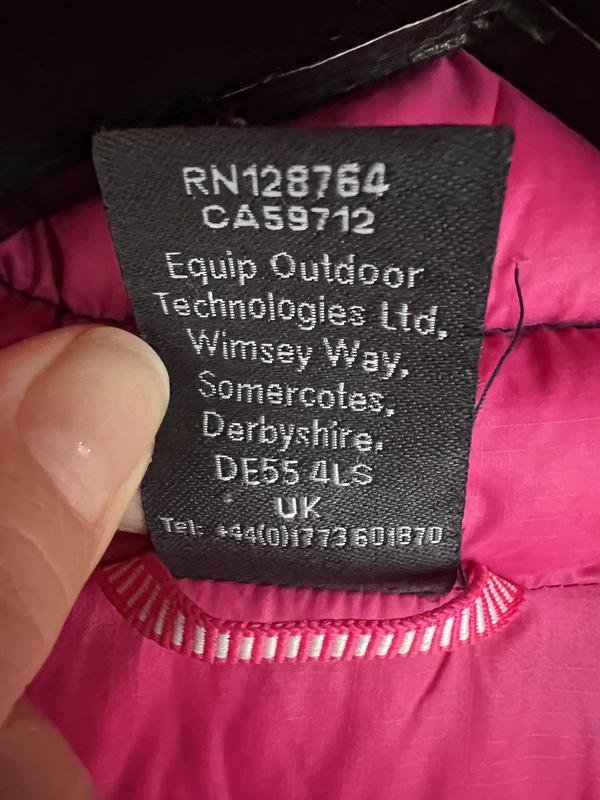 RN128764
CA59712
Equip Outdoor
Technologies Ltd,
Wimsey Way,
Somercotes,
Derbyshire,
DE55 4LS
UK
Tel: +44(0)1773 601870